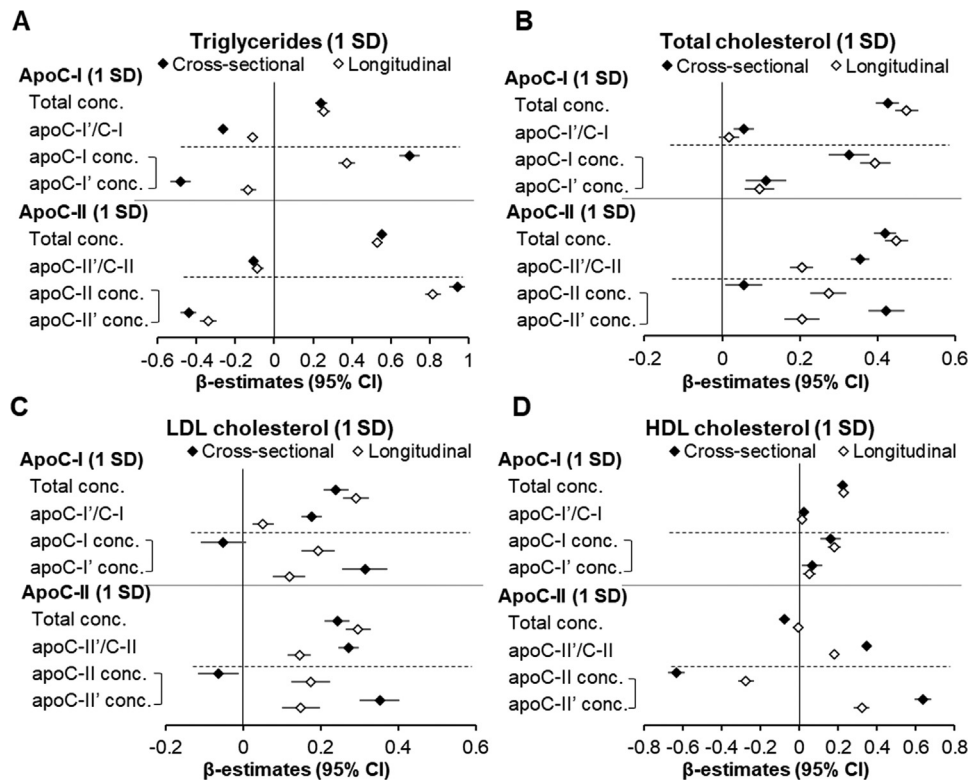 A
Triglycerides (1 SD)
◆ Cross-sectional ◇ Longitudinal
ApoC-I (1 SD)
Total conc.
apoC-I'/C-I
apoC-I conc.
apoC-I' conc.
ApoC-II (1 SD)
Total conc.
apoC-II'/C-II
apoC-II conc.
apoC-II' conc.
-0.6 -0.4 -0.2 0 0.2 0.4 0.6 0.8 1
β-estimates (95% CI)
B
Total cholesterol (1 SD)
ApoC-I (1 SD)
◆ Cross-sectional ◇ Longitudinal
Total conc.
apoC-I'/C-I
apoC-I conc.
apoC-I' conc.
ApoC-II (1 SD)
Total conc.
apoC-II'/C-II
apoC-II conc.
apoC-II' conc.
-0.2 0 0.2 0.4 0.6
β-estimates (95% CI)
C
LDL cholesterol (1 SD)
◆ Cross-sectional ◇ Longitudinal
ApoC-I (1 SD)
Total conc.
apoC-I'/C-I
apoC-I conc.
apoC-I' conc.
ApoC-II (1 SD)
Total conc.
apoC-II'/C-II
apoC-II conc.
apoC-II' conc.
-0.2 0 0.2 0.4 0.6
β-estimates (95% CI)
D
HDL cholesterol (1 SD)
◆ Cross-sectional ◇ Longitudinal
ApoC-I (1 SD)
Total conc.
apoC-I'/C-I
apoC-I conc.
apoC-I' conc.
ApoC-II (1 SD)
Total conc.
apoC-II'/C-II
apoC-II conc.
apoC-II' conc.
-0.8 -0.6 -0.4 -0.2 0 0.2 0.4 0.6 0.8
β-estimates (95% CI)